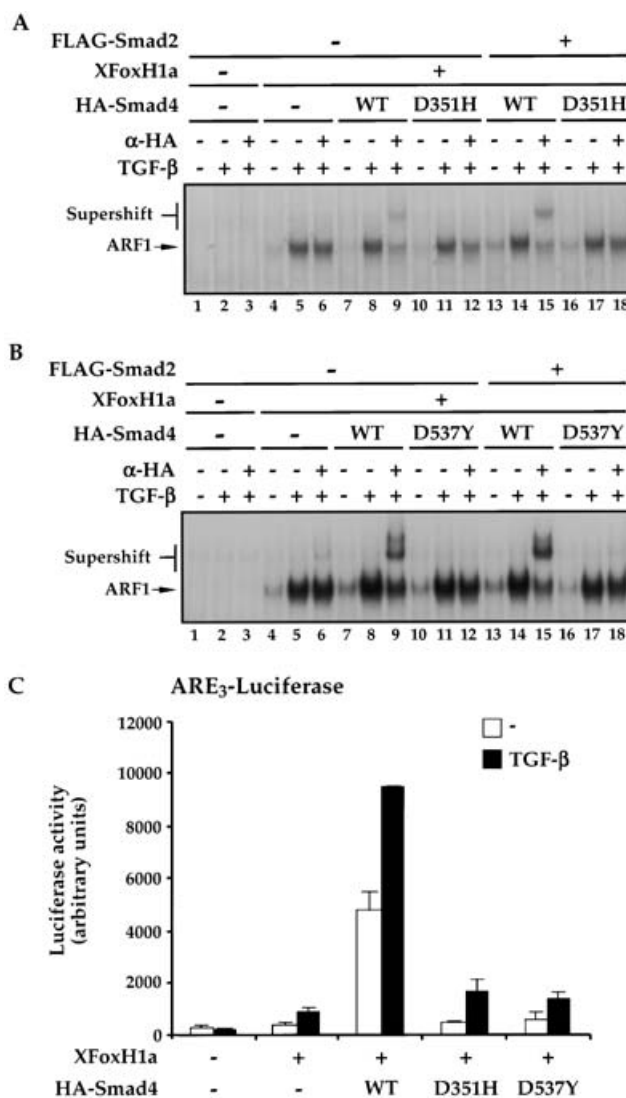 A
FLAG-Smad2 - +
XFoxH1a - +
HA-Smad4 - - WT D351H WT D351H
α-HA - - + - - + - - + - - + - - + - - +
TGF-β - + + - + + - + + - + + - + + - + +
Supershift
ARF1
1 2 3 4 5 6 7 8 9 10 11 12 13 14 15 16 17 18
B
FLAG-Smad2 - +
XFoxH1a - +
HA-Smad4 - - WT D537Y WT D537Y
α-HA - - + - - + - - + - - + - - + - - +
TGF-β - + + - + + - + + - + + - + + - + +
Supershift
ARF1
1 2 3 4 5 6 7 8 9 10 11 12 13 14 15 16 17 18
C ARE₃-Luciferase
-
TGF-β
Luciferase activity
(arbitrary units)
12000
10000
8000
6000
4000
2000
0
XFoxH1a - + + + +
HA-Smad4 - - WT D351H D537Y